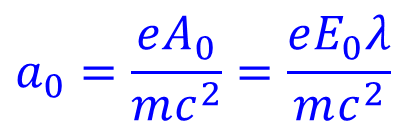 a₀ = eA₀/mc² = eE₀λ/mc²